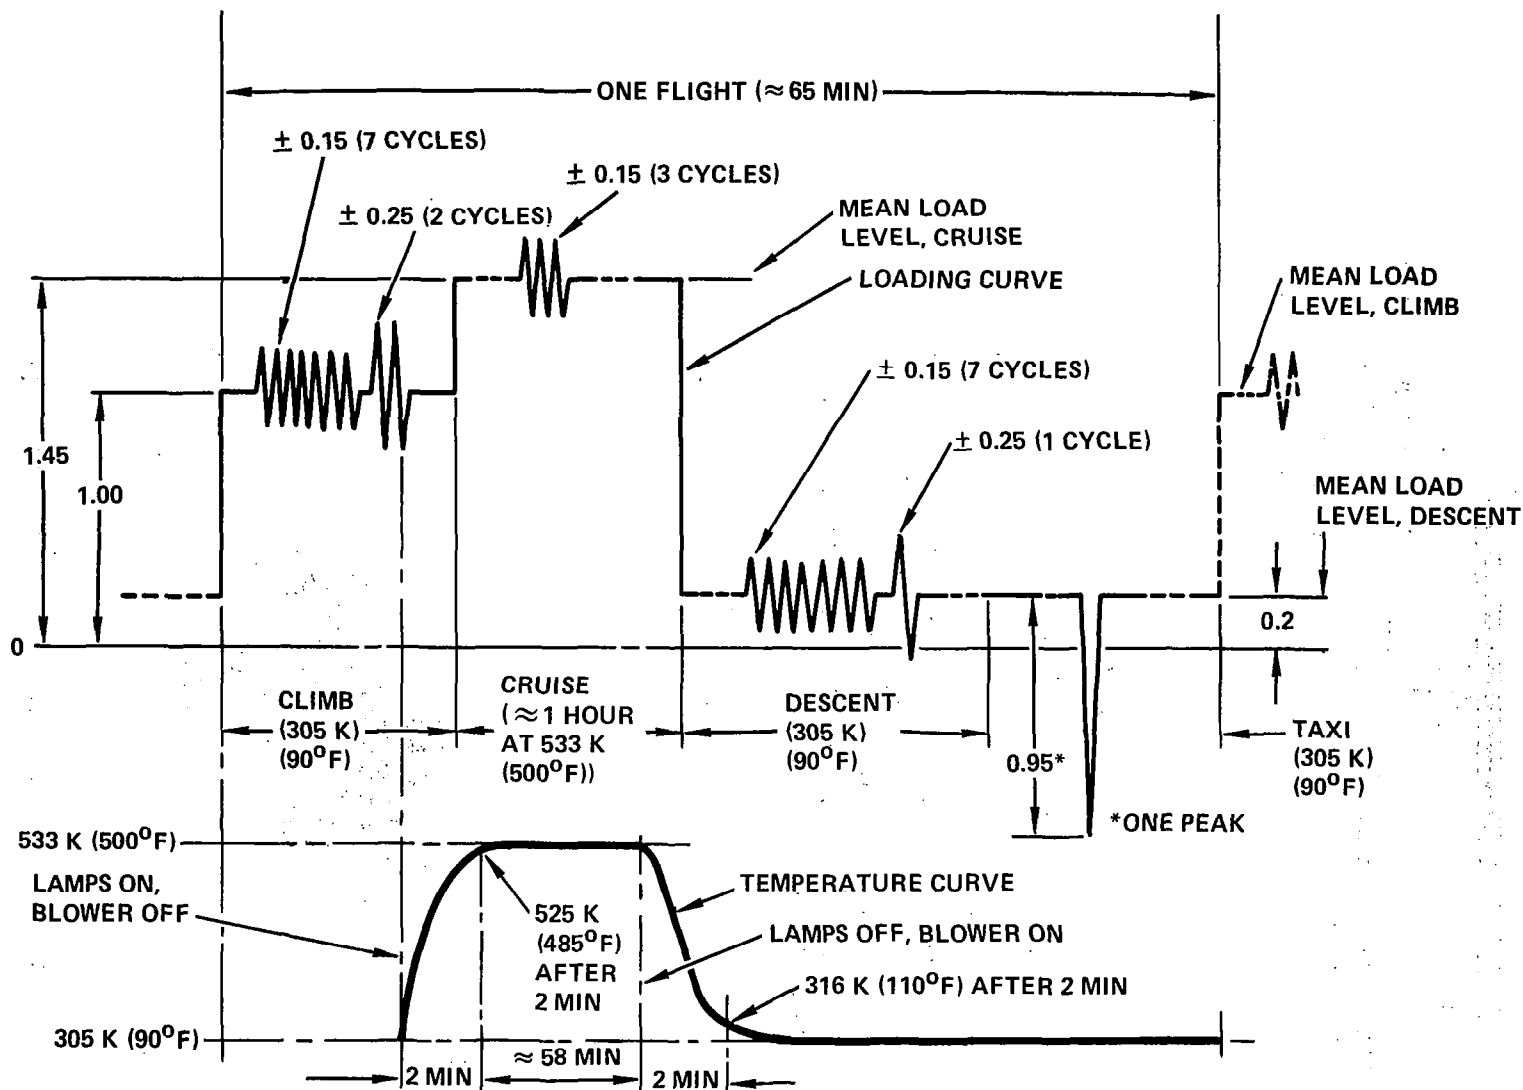 ONE FLIGHT (≈ 65 MIN)
± 0.15 (7 CYCLES)
± 0.15 (3 CYCLES)
± 0.25 (2 CYCLES)
MEAN LOAD
LEVEL, CRUISE
LOADING CURVE
MEAN LOAD
LEVEL, CLIMB
± 0.15 (7 CYCLES)
± 0.25 (1 CYCLE)
1.45
1.00
MEAN LOAD
LEVEL, DESCENT
0.2
0
CLIMB
(305 K)
(90°F)
CRUISE
(≈ 1 HOUR
AT 533 K
(500°F))
DESCENT
(305 K)
(90°F)
0.95*
TAXI
(305 K)
(90°F)
*ONE PEAK
533 K (500°F)
LAMPS ON,
BLOWER OFF
TEMPERATURE CURVE
525 K
(485°F)
AFTER
2 MIN
LAMPS OFF, BLOWER ON
316 K (110°F) AFTER 2 MIN
305 K (90°F)
≈ 58 MIN
2 MIN
2 MIN